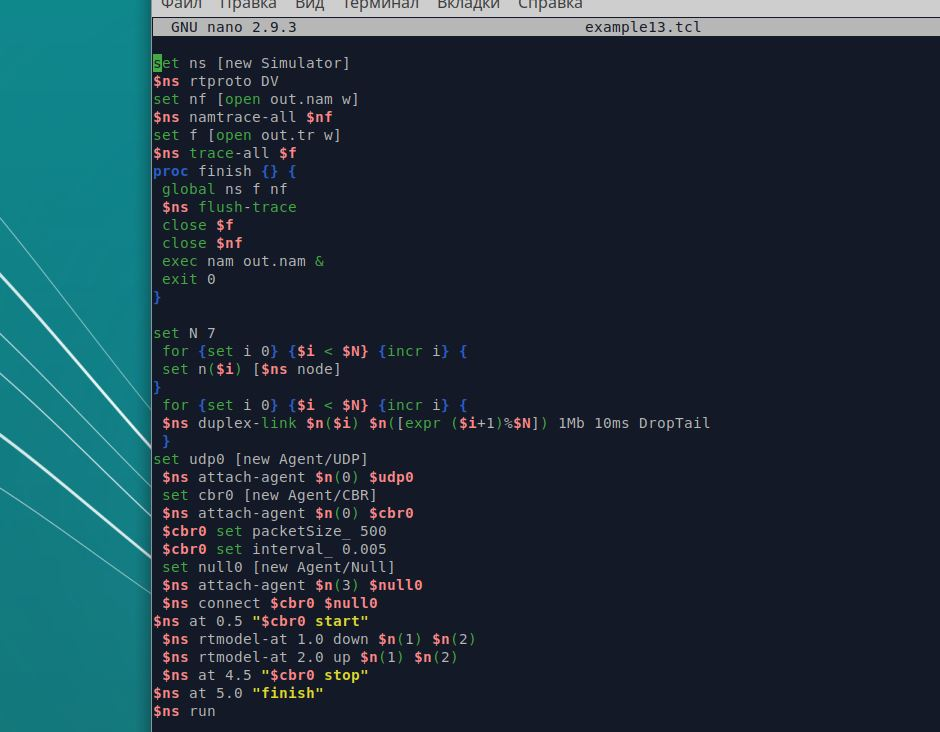 Файл Правка Вид Терминал Вкладки Справка
GNU nano 2.9.3 example13.tcl
set ns [new Simulator]
$ns rtproto DV
set nf [open out.nam w]
$ns namtrace-all $nf
set f [open out.tr w]
$ns trace-all $f
proc finish {} {
 global ns f nf
 $ns flush-trace
 close $f
 close $nf
 exec nam out.nam &
 exit 0
}
set N 7
 for {set i 0} {$i < $N} {incr i} {
 set n($i) [$ns node]
}
 for {set i 0} {$i < $N} {incr i} {
 $ns duplex-link $n($i) $n([expr ($i+1)%$N]) 1Mb 10ms DropTail
 }
set udp0 [new Agent/UDP]
 $ns attach-agent $n(0) $udp0
 set cbr0 [new Agent/CBR]
 $ns attach-agent $n(0) $cbr0
 $cbr0 set packetSize_ 500
 $cbr0 set interval_ 0.005
 set null0 [new Agent/Null]
 $ns attach-agent $n(3) $null0
 $ns connect $cbr0 $null0
$ns at 0.5 "$cbr0 start"
 $ns rtmodel-at 1.0 down $n(1) $n(2)
 $ns rtmodel-at 2.0 up $n(1) $n(2)
 $ns at 4.5 "$cbr0 stop"
$ns at 5.0 "finish"
$ns run